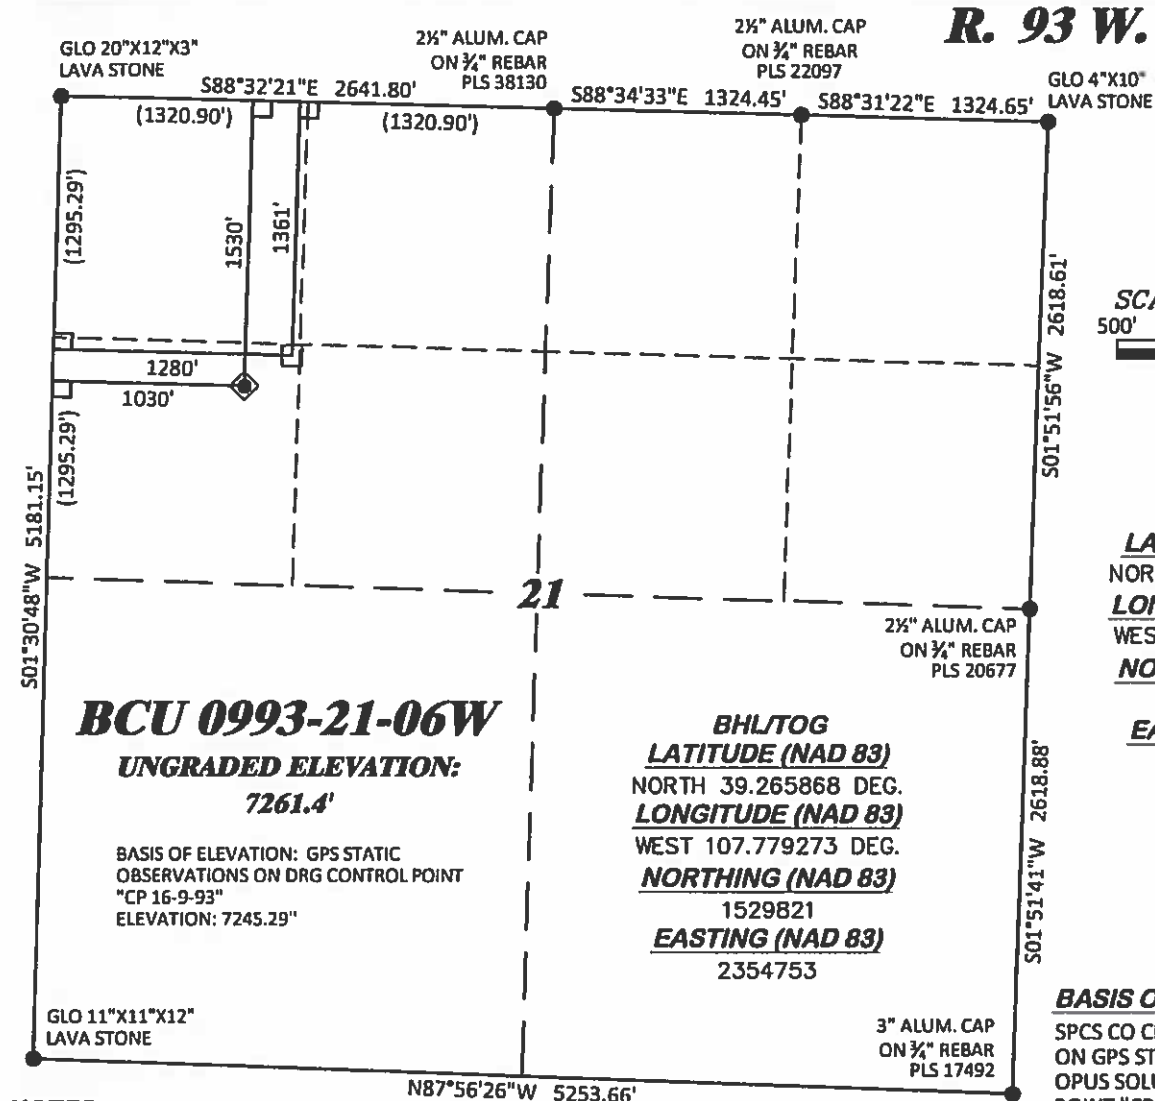 R. 93 W.
GLO 20"X12"X3"
LAVA STONE
2½" ALUM. CAP
ON ¾" REBAR
PLS 38130
2½" ALUM. CAP
ON ¾" REBAR
PLS 22097
GLO 4"X10"
LAVA STONE
S88°32'21"E 2641.80'
S88°34'33"E 1324.45'
S88°31'22"E 1324.65'
(1320.90')
(1320.90')
(1295.29')
1530'
1361'
1280'
1030'
(1295.29')
S01°30'48"W 5181.15'
S01°51'56"W 2618.61'
500'
21
2½" ALUM. CAP
ON ¾" REBAR
PLS 20677
BCU 0993-21-06W
UNGRADED ELEVATION:
7261.4'
BASIS OF ELEVATION: GPS STATIC
OBSERVATIONS ON DRG CONTROL POINT
"CP 16-9-93"
ELEVATION: 7245.29"
BHL/TOG
LATITUDE (NAD 83)
NORTH 39.265868 DEG.
LONGITUDE (NAD 83)
WEST 107.779273 DEG.
NORTHING (NAD 83)
1529821
EASTING (NAD 83)
2354753
S01°51'41"W 2618.88'
GLO 11"X11"X12"
LAVA STONE
3" ALUM. CAP
ON ¾" REBAR
PLS 17492
N87°56'26"W 5253.66'
BASIS O
SPCS CO C
ON GPS ST
OPUS SOLU